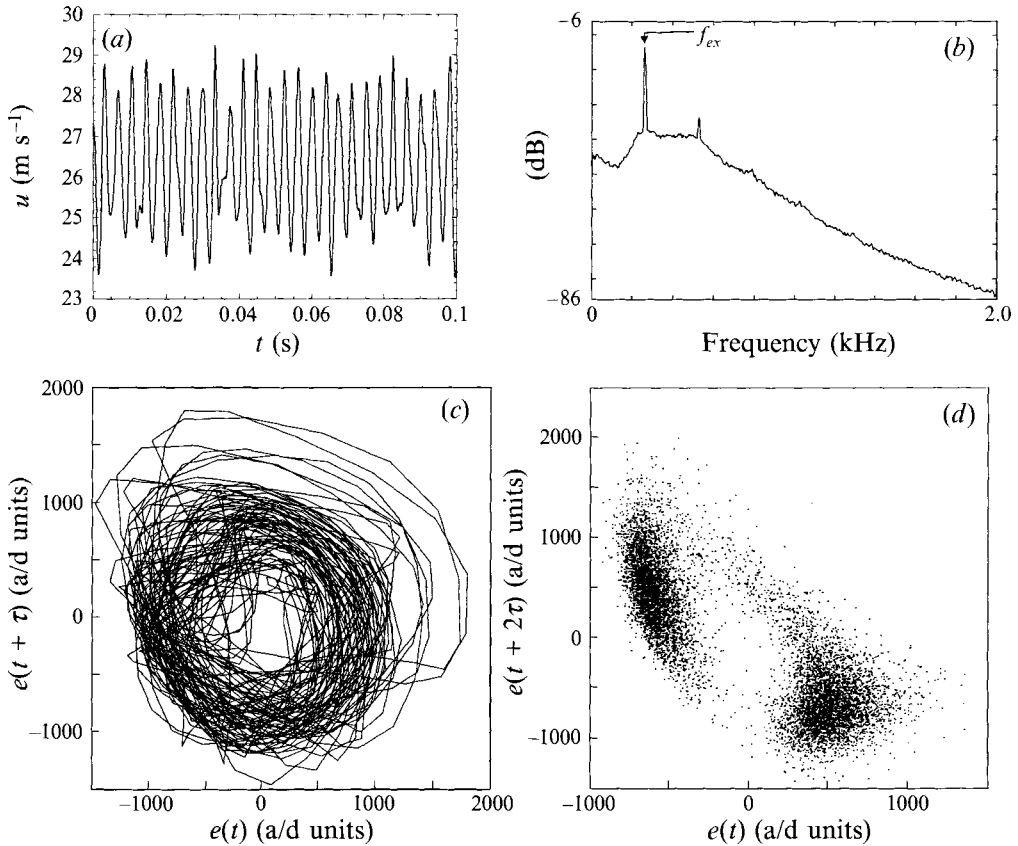 (a)
30
29
28
27
26
25
24
23
u (m s⁻¹)
0
0.02
0.04
0.06
0.08
0.1
t (s)
(b)
f_ex
−6
(dB)
−86
0
2.0
Frequency (kHz)
(c)
2000
1000
0
−1000
e(t + τ) (a/d units)
−1000
0
1000
2000
e(t) (a/d units)
(d)
2000
1000
0
−1000
e(t + 2τ) (a/d units)
−1000
0
1000
e(t) (a/d units)